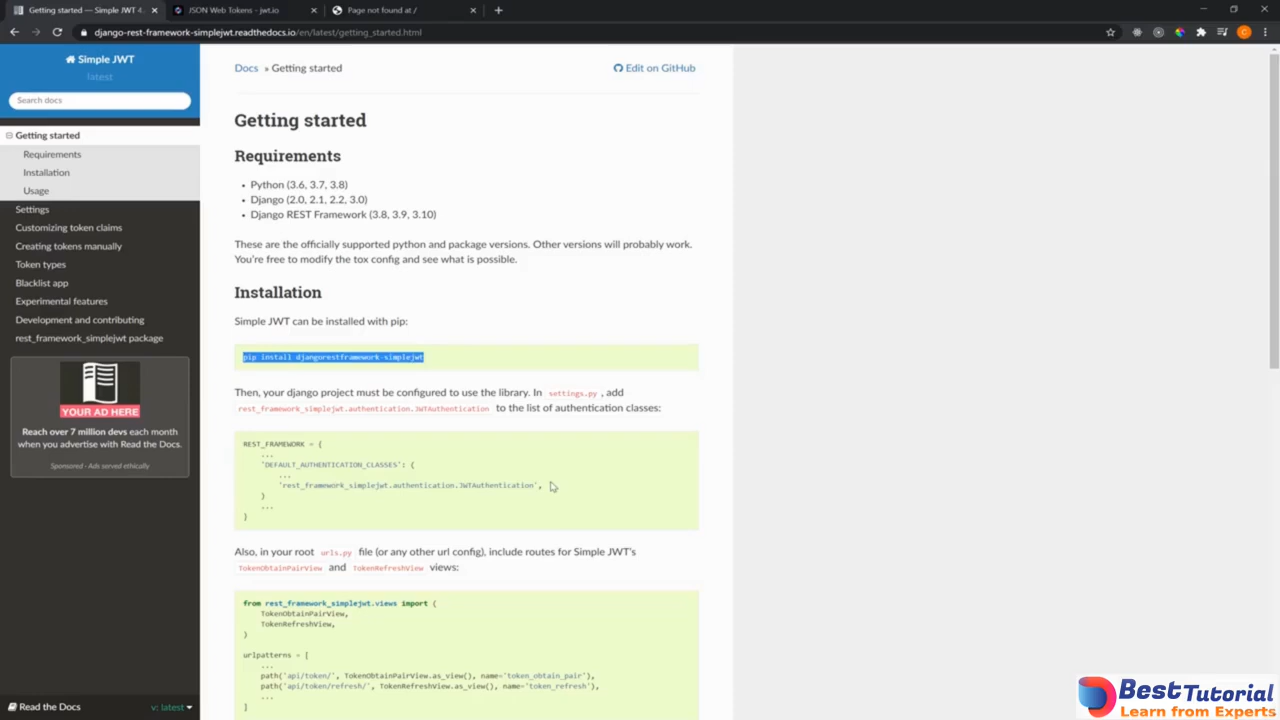 Getting started — Simple JWT 4.
JSON Web Tokens - jwt.io
Page not found at /
django-rest-framework-simplejwt.readthedocs.io/en/latest/getting_started.html
C
Simple JWT
latest
Search docs
Getting started
Requirements
Installation
Usage
Settings
Customizing token claims
Creating tokens manually
Token types
Blacklist app
Experimental features
Development and contributing
rest_framework_simplejwt package
YOUR AD HERE
Reach over 7 million devs each month
when you advertise with Read the Docs.
Sponsored · Ads served ethically
Read the Docs
v: latest
Docs » Getting started
Edit on GitHub
Getting started
Requirements
• Python (3.6, 3.7, 3.8)
• Django (2.0, 2.1, 2.2, 3.0)
• Django REST Framework (3.8, 3.9, 3.10)
These are the officially supported python and package versions. Other versions will probably work.
You're free to modify the tox config and see what is possible.
Installation
Simple JWT can be installed with pip:
pip install djangorestframework-simplejwt
Then, your django project must be configured to use the library. In settings.py , add
rest_framework_simplejwt.authentication.JWTAuthentication to the list of authentication classes:
REST_FRAMEWORK = {
...
'DEFAULT_AUTHENTICATION_CLASSES': (
...
'rest_framework_simplejwt.authentication.JWTAuthentication',
)
...
}
Also, in your root urls.py file (or any other url config), include routes for Simple JWT's
TokenObtainPairView and TokenRefreshView views:
from rest_framework_simplejwt.views import (
TokenObtainPairView,
TokenRefreshView,
)
urlpatterns = [
...
path('api/token/', TokenObtainPairView.as_view(), name='token_obtain_pair'),
path('api/token/refresh/', TokenRefreshView.as_view(), name='token_refresh'),
...
]
BestTutorial
Learn from Experts